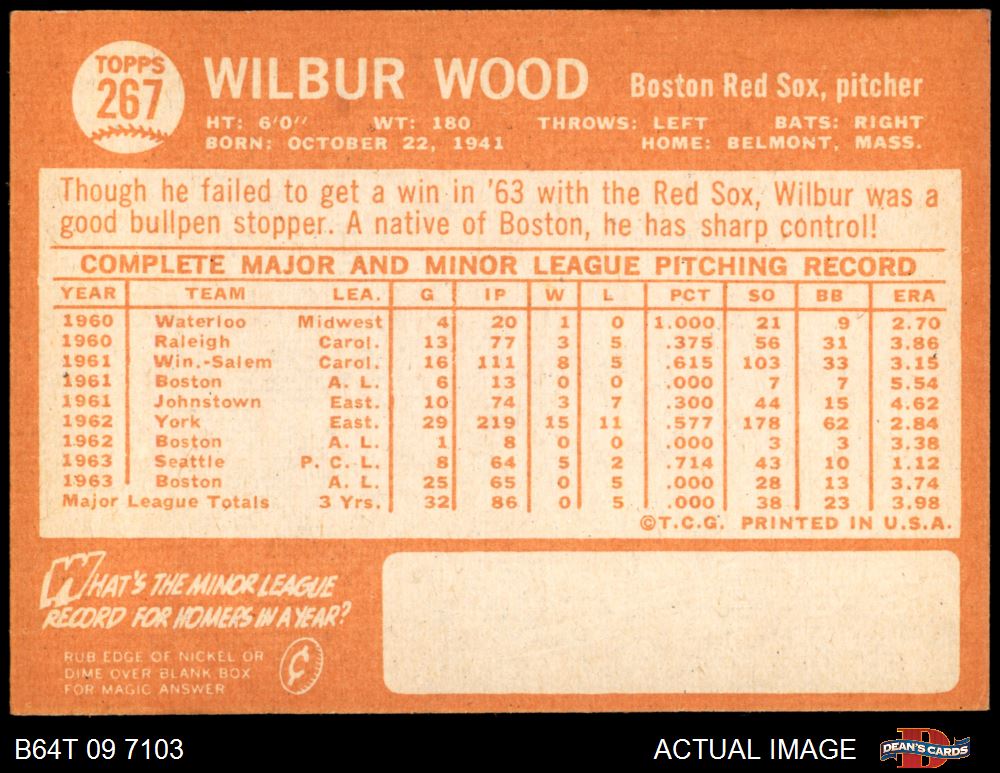 TOPPS
267
WILBUR WOOD Boston Red Sox, pitcher
HT: 6'0" WT: 180 THROWS: LEFT BATS: RIGHT
BORN: OCTOBER 22, 1941 HOME: BELMONT, MASS.
Though he failed to get a win in '63 with the Red Sox, Wilbur was a
good bullpen stopper. A native of Boston, he has sharp control!
COMPLETE MAJOR AND MINOR LEAGUE PITCHING RECORD
YEAR TEAM LEA. G IP W L PCT SO BB ERA
1960 Waterloo Midwest 4 20 1 0 1.000 21 9 2.70
1960 Raleigh Carol. 13 77 3 5 .375 56 31 3.86
1961 Win.-Salem Carol. 16 111 8 5 .615 103 33 3.15
1961 Boston A. L. 6 13 0 0 .000 7 7 5.54
1961 Johnstown East. 10 74 3 7 .300 44 15 4.62
1962 York East. 29 219 15 11 .577 178 62 2.84
1962 Boston A. L. 1 8 0 0 .000 3 3 3.38
1963 Seattle P. C. L. 8 64 5 2 .714 43 10 1.12
1963 Boston A. L. 25 65 0 5 .000 28 13 3.74
Major League Totals 3 Yrs. 32 86 0 5 .000 38 23 3.98
©T.C.G. PRINTED IN U.S.A.
WHAT'S THE MINOR LEAGUE
RECORD FOR HOMERS IN A YEAR?
RUB EDGE OF NICKEL OR
DIME OVER BLANK BOX
FOR MAGIC ANSWER
¢
B64T 09 7103 ACTUAL IMAGE DEAN'S CARDS